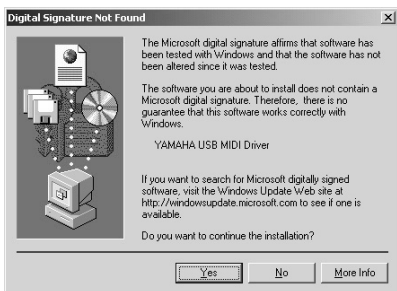 Digital Signature Not Found
The Microsoft digital signature affirms that software has
been tested with Windows and that the software has not
been altered since it was tested.
The software you are about to install does not contain a
Microsoft digital signature. Therefore, there is no
guarantee that this software works correctly with
Windows.
YAMAHA USB MIDI Driver
If you want to search for Microsoft digitally signed
software, visit the Windows Update Web site at
http://windowsupdate.microsoft.com to see if one is
available.
Do you want to continue the installation?
Yes No More Info